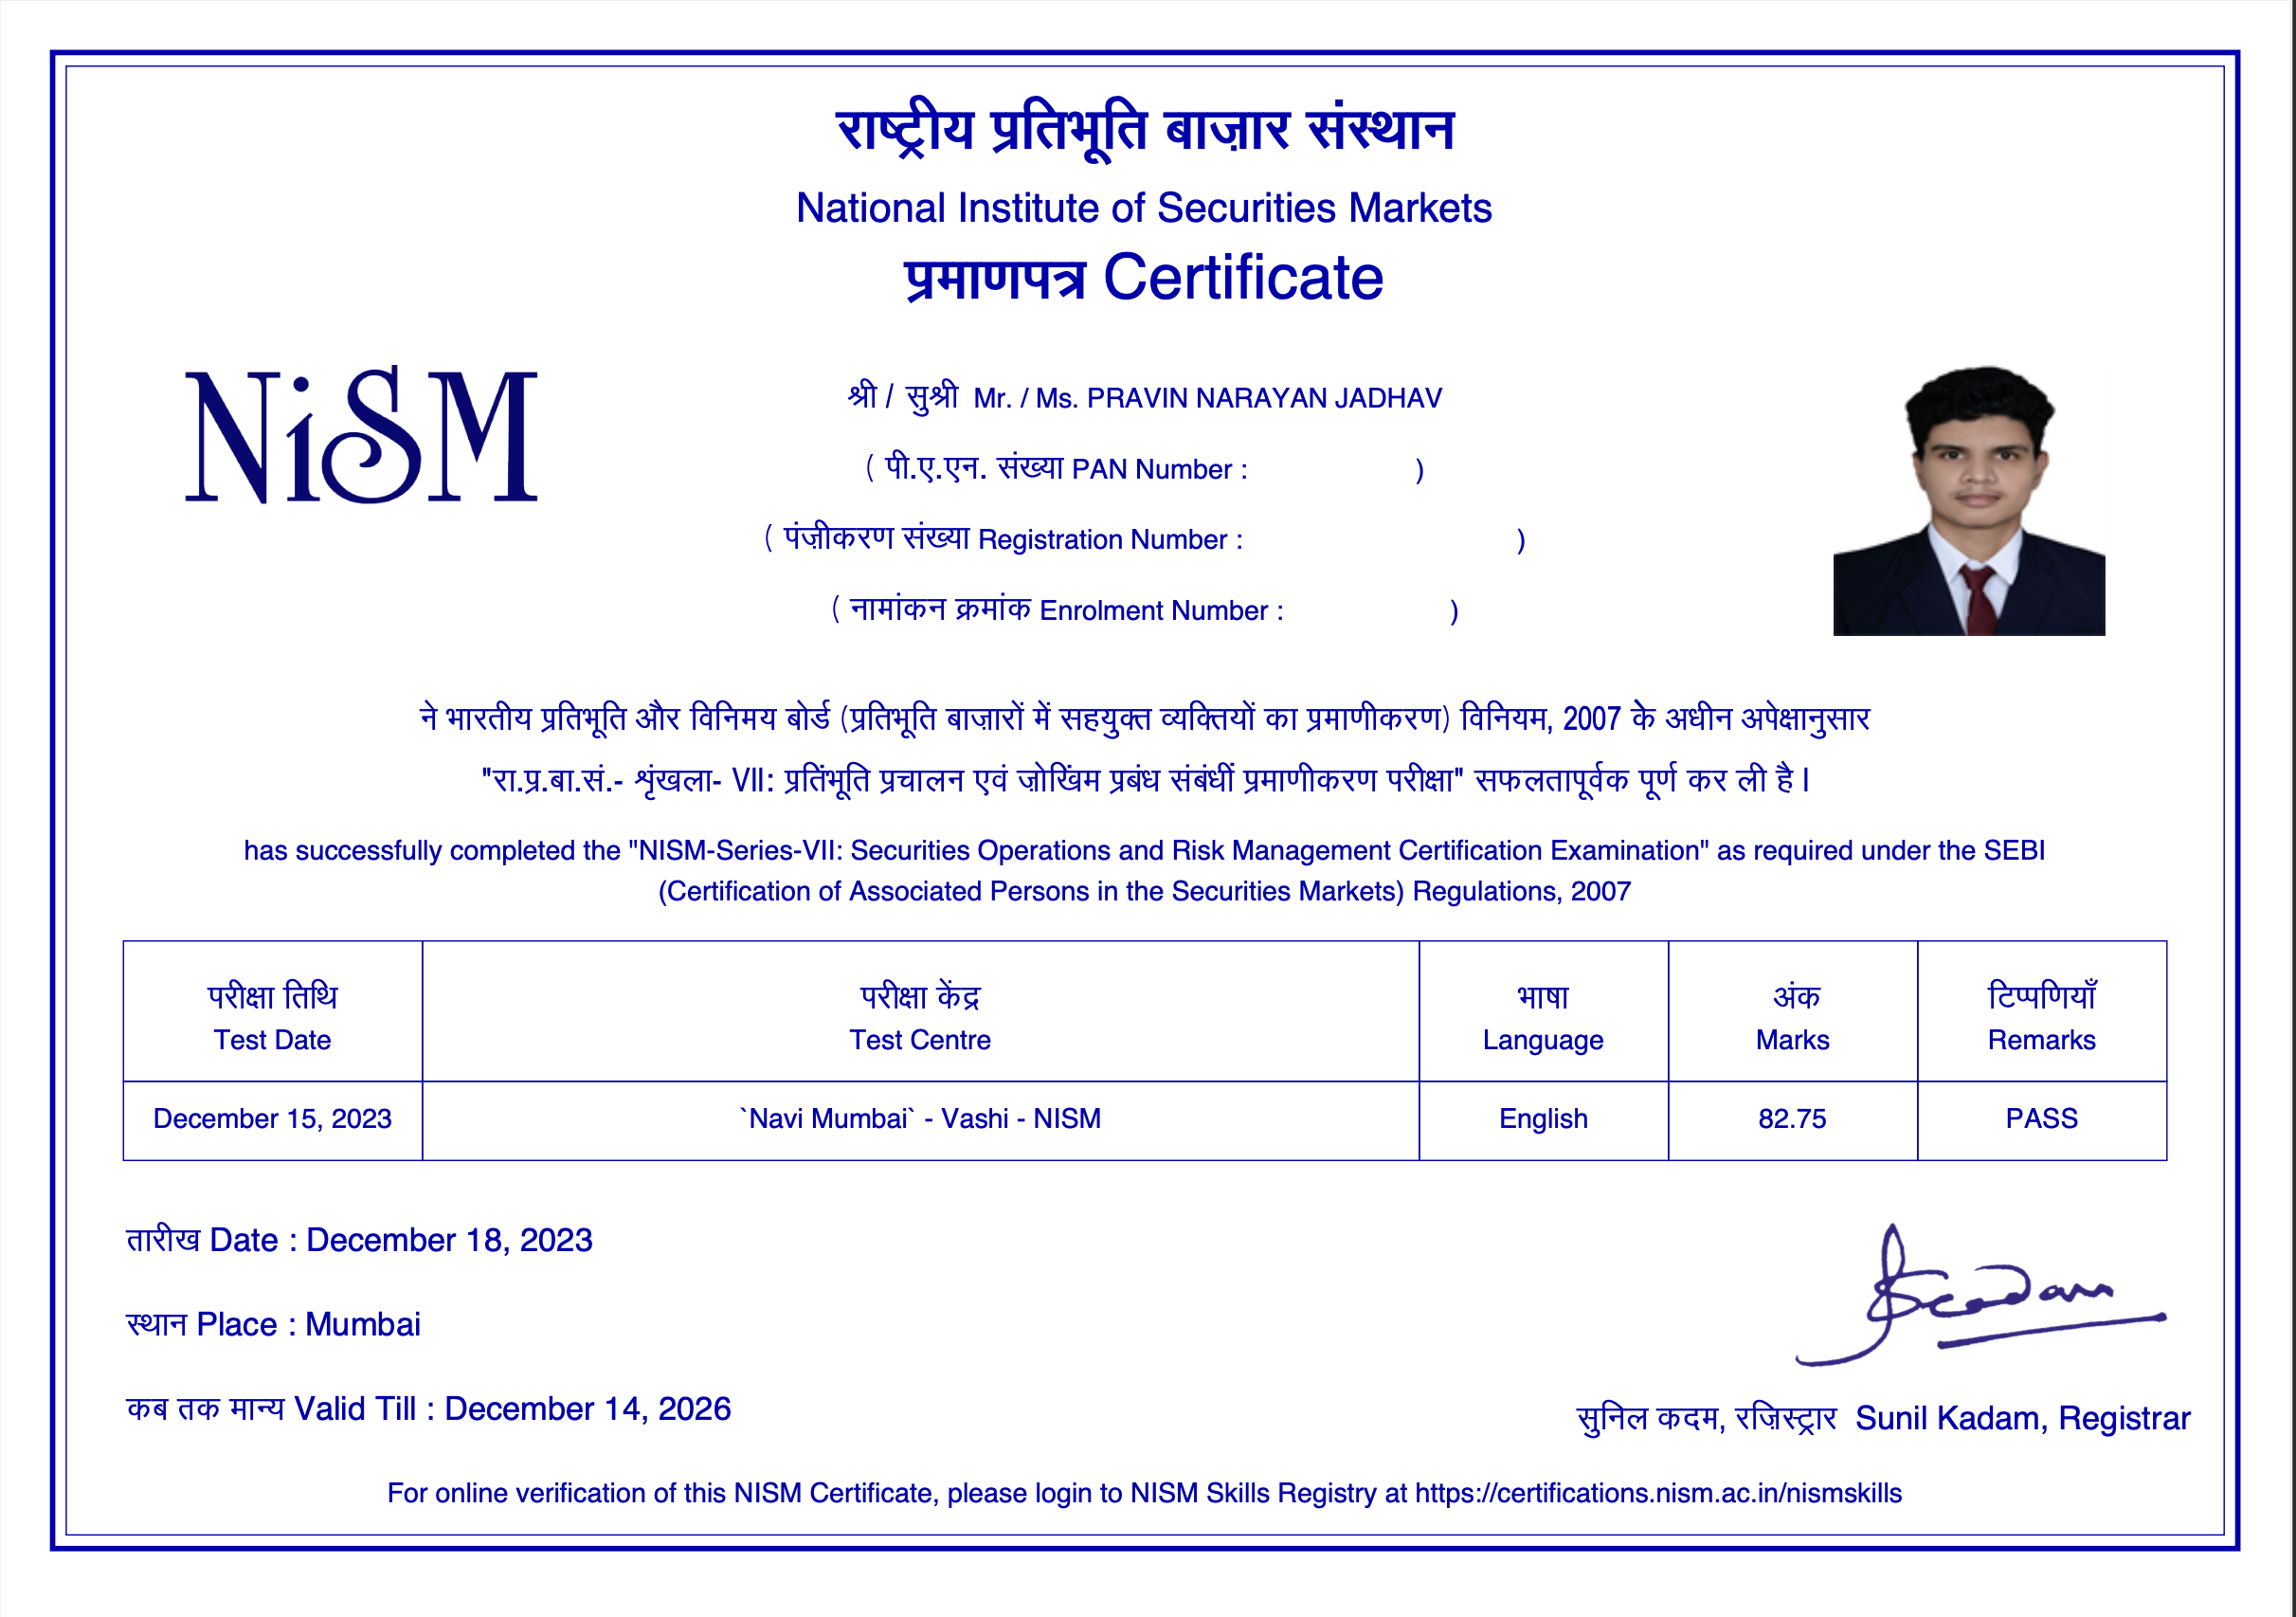 राष्ट्रीय प्रतिभूति बाज़ार संस्थान
National Institute of Securities Markets
प्रमाणपत्र Certificate
NiSM
श्री / सुश्री Mr. / Ms. PRAVIN NARAYAN JADHAV
( पी.ए.एन. संख्या PAN Number : )
( पंज़ीकरण संख्या Registration Number : )
( नामांकन क्रमांक Enrolment Number : )
ने भारतीय प्रतिभूति और विनिमय बोर्ड (प्रतिभूति बाज़ारों में सहयुक्त व्यक्तियों का प्रमाणीकरण) विनियम, 2007 के अधीन अपेक्षानुसार
"रा.प्र.बा.सं.- शृंखला- VII: प्रतिंभूति प्रचालन एवं ज़ोखिंम प्रबंध संबंधीं प्रमाणीकरण परीक्षा" सफलतापूर्वक पूर्ण कर ली है।
has successfully completed the "NISM-Series-VII: Securities Operations and Risk Management Certification Examination" as required under the SEBI
(Certification of Associated Persons in the Securities Markets) Regulations, 2007
परीक्षा तिथि परीक्षा केंद्र भाषा अंक टिप्पणियाँ
Test Date Test Centre Language Marks Remarks
December 15, 2023 `Navi Mumbai` - Vashi - NISM English 82.75 PASS
तारीख Date : December 18, 2023
स्थान Place : Mumbai
कब तक मान्य Valid Till : December 14, 2026
सुनिल कदम, रज़िस्ट्रार Sunil Kadam, Registrar
For online verification of this NISM Certificate, please login to NISM Skills Registry at https://certifications.nism.ac.in/nismskills